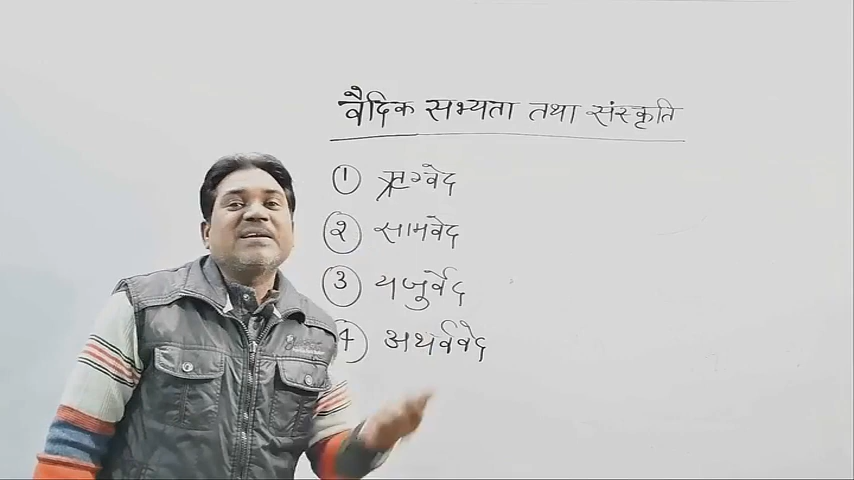 वैदिक सभ्यता तथा संस्कृति
1 ऋग्वेद
2 सामवेद
3 यजुर्वेद
4 अथर्ववेद